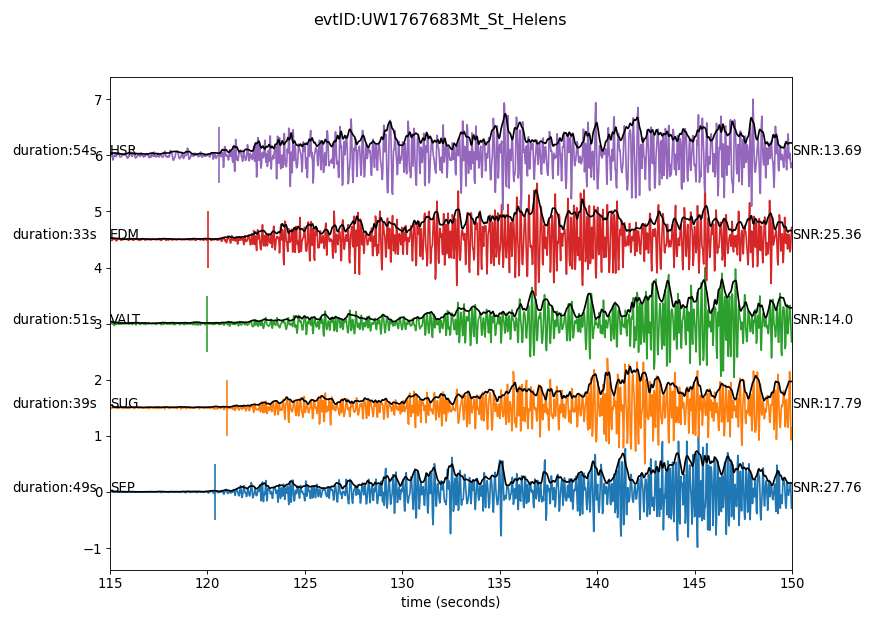 evtID:UW1767683Mt_St_Helens
7
duration:54s HSR SNR:13.69
6
5
duration:33s EDM SNR:25.36
4
duration:51s VALT SNR:14.0
3
2
duration:39s SUG SNR:17.79
1
duration:49s SEP SNR:27.76
0
−1
115 120 125 130 135 140 145 150
time (seconds)